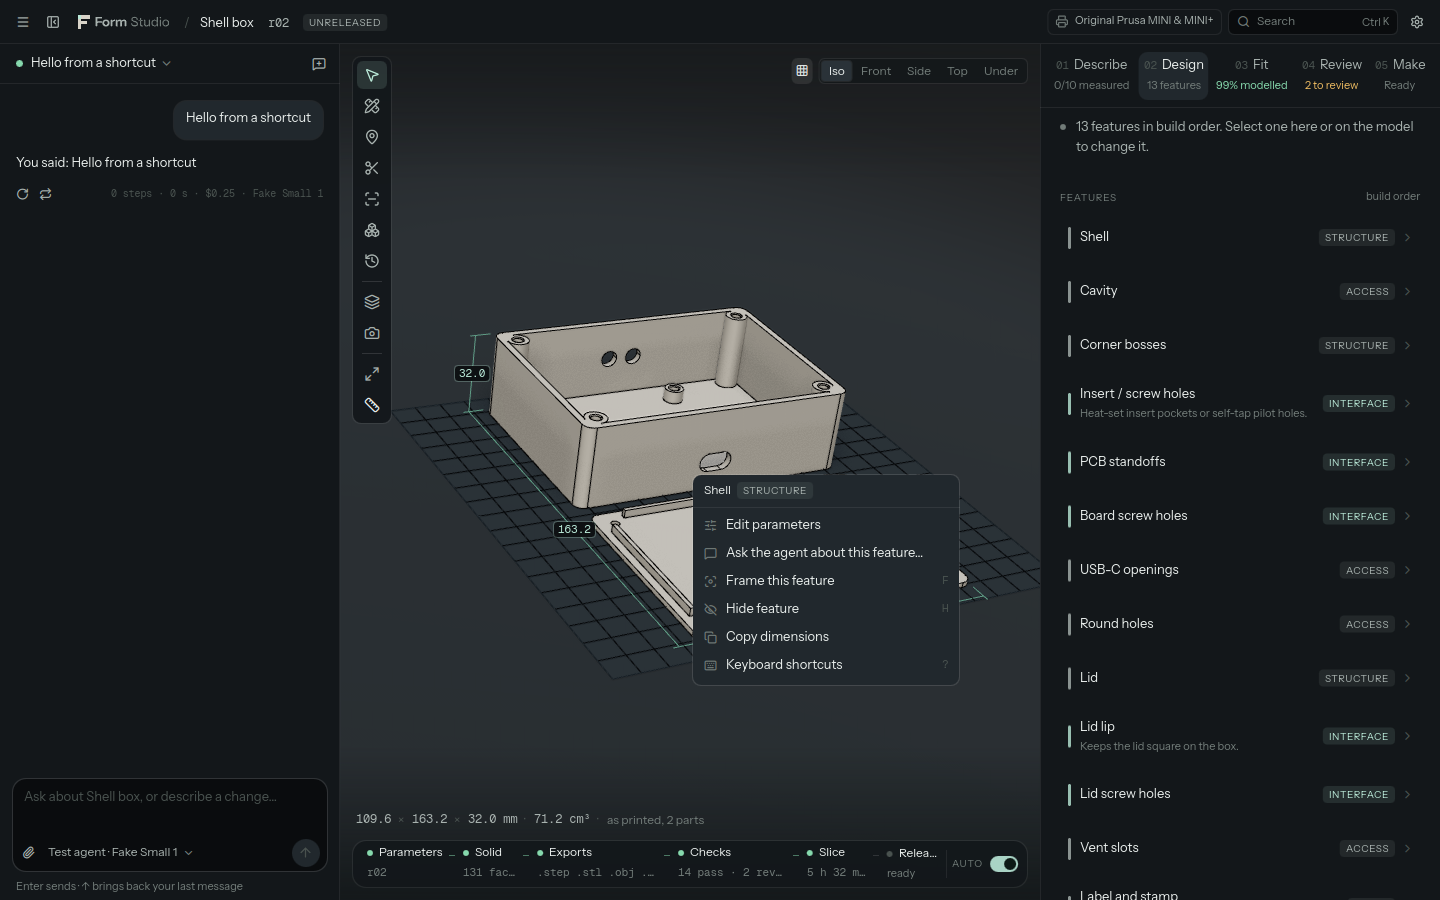 Form Studio / Shell box r02 UNRELEASED
Original Prusa MINI & MINI+
Search Ctrl K
Hello from a shortcut
Hello from a shortcut
You said: Hello from a shortcut
0 steps · 0 s · $0.25 · Fake Small 1
Ask about Shell box, or describe a change...
Test agent · Fake Small 1
Enter sends · ↑ brings back your last message
Iso Front Side Top Under
32.0
163.2
Shell STRUCTURE
Edit parameters
Ask the agent about this feature...
Frame this feature F
Hide feature H
Copy dimensions
Keyboard shortcuts ?
109.6 × 163.2 × 32.0 mm · 71.2 cm³ · as printed, 2 parts
Parameters
r02
Solid
131 fac…
Exports
.step .stl .obj ….
Checks
14 pass · 2 rev…
Slice
5 h 32 m…
Relea…
ready
AUTO
01 Describe
0/10 measured
02 Design
13 features
03 Fit
99% modelled
04 Review
2 to review
05 Make
Ready
13 features in build order. Select one here or on the model
to change it.
FEATURES build order
Shell STRUCTURE
Cavity ACCESS
Corner bosses STRUCTURE
Insert / screw holes INTERFACE
Heat-set insert pockets or self-tap pilot holes.
PCB standoffs INTERFACE
Board screw holes INTERFACE
USB-C openings ACCESS
Round holes ACCESS
Lid STRUCTURE
Lid lip INTERFACE
Keeps the lid square on the box.
Lid screw holes INTERFACE
Vent slots ACCESS
Label and stamp